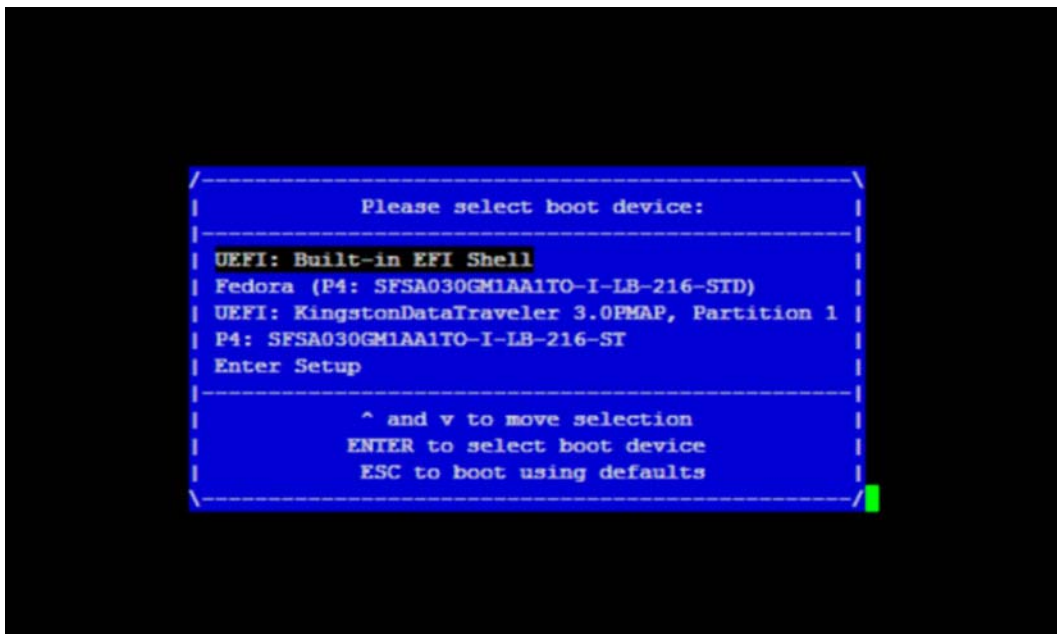 Please select boot device:
UEFI: Built-in EFI Shell
Fedora (P4: SFSA030GM1AA1TO-I-LB-216-STD)
UEFI: KingstonDataTraveler 3.0PMAP, Partition 1
P4: SFSA030GM1AA1TO-I-LB-216-ST
Enter Setup
^ and v to move selection
ENTER to select boot device
ESC to boot using defaults